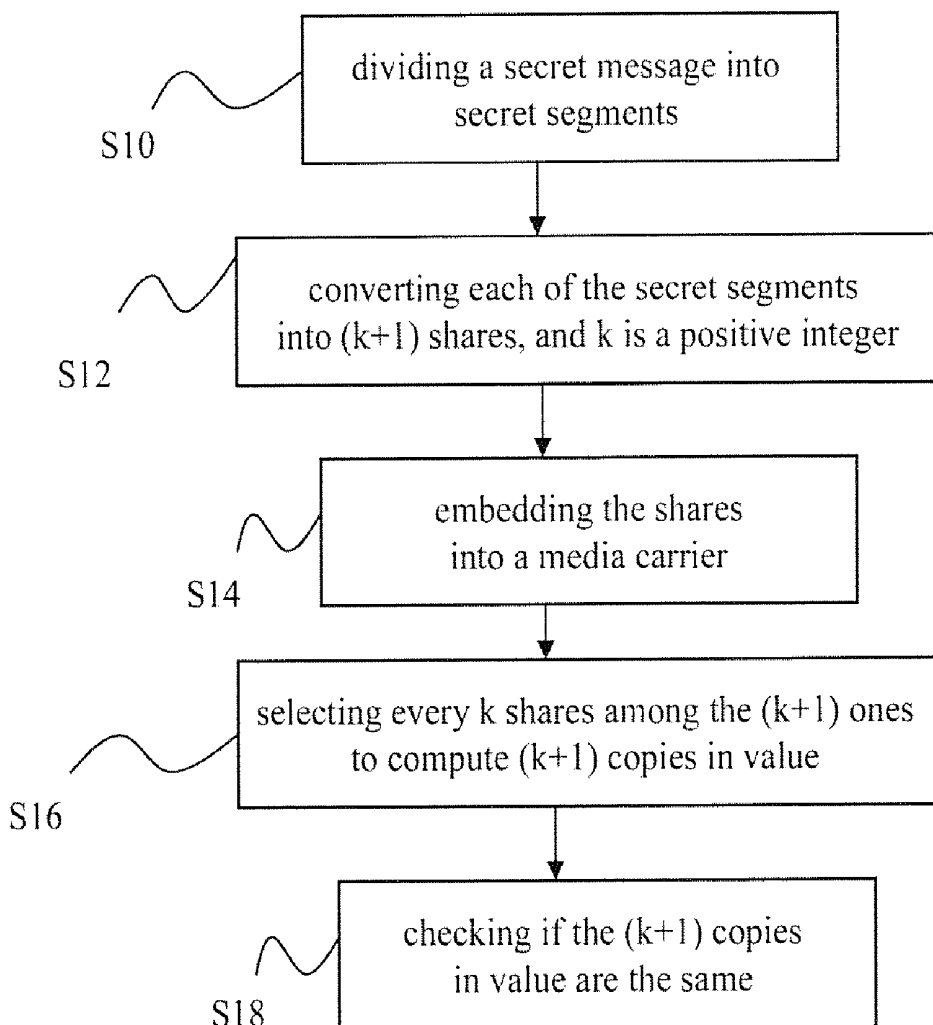 dividing a secret message into
secret segments
S10
converting each of the secret segments
into (k+1) shares, and k is a positive integer
S12
embedding the shares
into a media carrier
S14
selecting every k shares among the (k+1) ones
to compute (k+1) copies in value
S16
checking if the (k+1) copies
in value are the same
S18